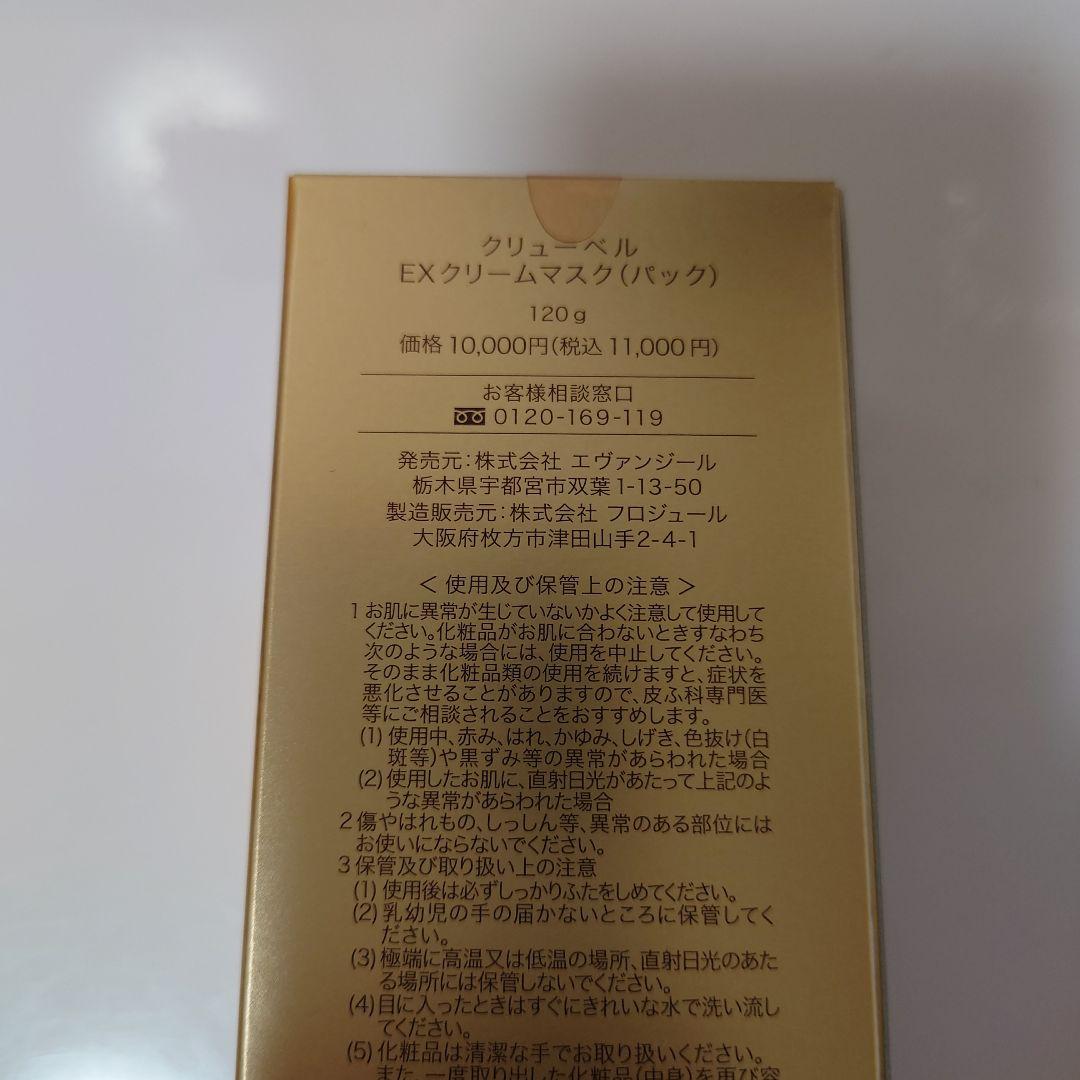 クリューベル
EXクリームマスク(パック)
120g
価格10,000円(税込11,000円)
お客様相談窓口
0120-169-119
発売元:株式会社 エヴァンジール
栃木県宇都宮市双葉1-13-50
製造販売元:株式会社 フロジュール
大阪府枚方市津田山手2-4-1
<使用及び保管上の注意>
1お肌に異常が生じていないかよく注意して使用して
ください。化粧品がお肌に合わないときすなわち
次のような場合には、使用を中止してください。
そのまま化粧品類の使用を続けますと、症状を
悪化させることがありますので、皮ふ科専門医
等にご相談されることをおすすめします。
(1)使用中、赤み、はれ、かゆみ、しげき、色抜け(白
斑等)や黒ずみ等の異常があらわれた場合
(2)使用したお肌に、直射日光があたって上記のよ
うな異常があらわれた場合
2傷やはれもの、しっしん等、異常のある部位には
お使いにならないでください。
3保管及び取り扱い上の注意
(1)使用後は必ずしっかりふたをしめてください。
(2)乳幼児の手の届かないところに保管してく
ださい。
(3)極端に高温又は低温の場所、直射日光のあた
る場所には保管しないでください。
(4)目に入ったときはすぐにきれいな水で洗い流し
てください。
(5)化粧品は清潔な手でお取り扱いください。
また、一度取り出した化粧品(中身)を再び容